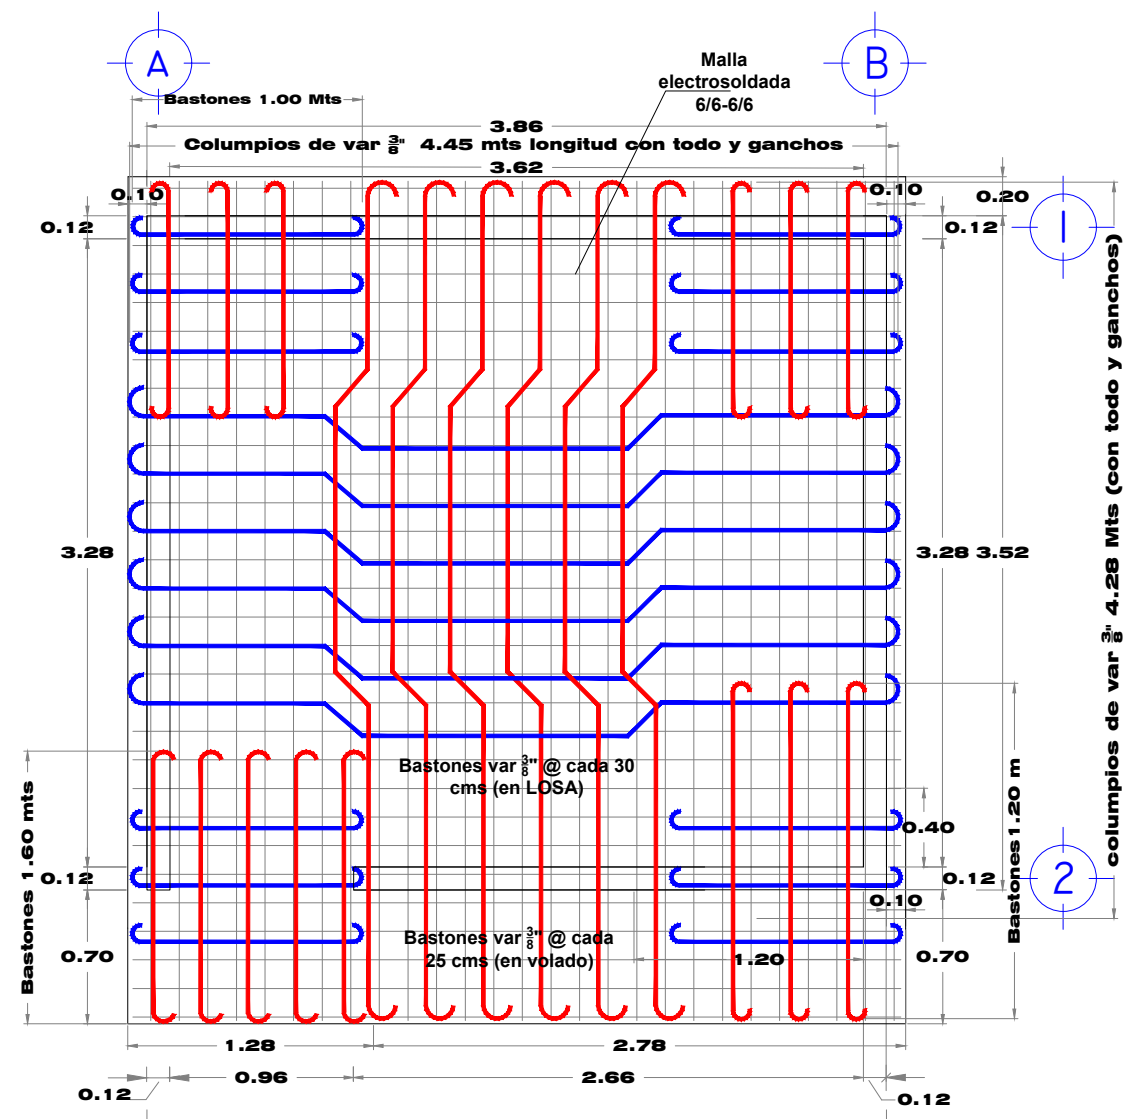 A
B
Malla
electrosoldada
6/6-6/6
Bastones 1.00 Mts
3.86
Columpios de var 3/8" 4.45 mts longitud con todo y ganchos
3.62
0.10
0.10
0.20
0.12
0.12
1
columpios de var 3/8" 4.28 Mts (con todo y ganchos)
3.28
3.28
3.52
Bastones var 3/8" @ cada 30
cms (en LOSA)
Bastones 1.60 mts
Bastones1.20 m
0.40
0.12
0.12
2
0.10
Bastones var 3/8" @ cada
25 cms (en volado)
0.70
1.20
0.70
1.28
2.78
0.96
2.66
0.12
0.12